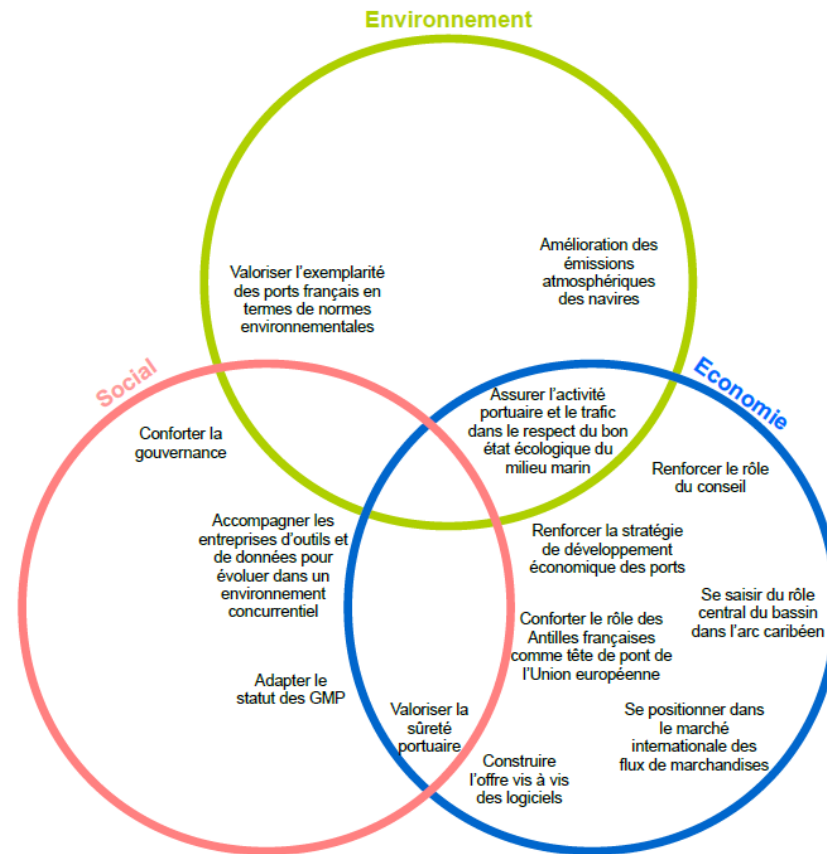 Environnement
Valoriser l'exemplarité
des ports français en
termes de normes
environnementales
Amélioration des
émissions
atmosphériques
des navires
Social
Economie
Assurer l'activité
portuaire et le trafic
dans le respect du bon
état écologique du
milieu marin
Conforter la
gouvernance
Renforcer le rôle
du conseil
Accompagner les
entreprises d'outils et
de données pour
évoluer dans un
environnement
concurrentiel
Renforcer la stratégie
de développement
économique des ports
Se saisir du rôle
central du bassin
dans l'arc caribéen
Conforter le rôle des
Antilles françaises
comme tête de pont de
l'Union européenne
Adapter le
statut des GMP
Valoriser la
sûreté
portuaire
Se positionner dans
le marché
internationale des
flux de marchandises
Construire
l'offre vis à vis
des logiciels